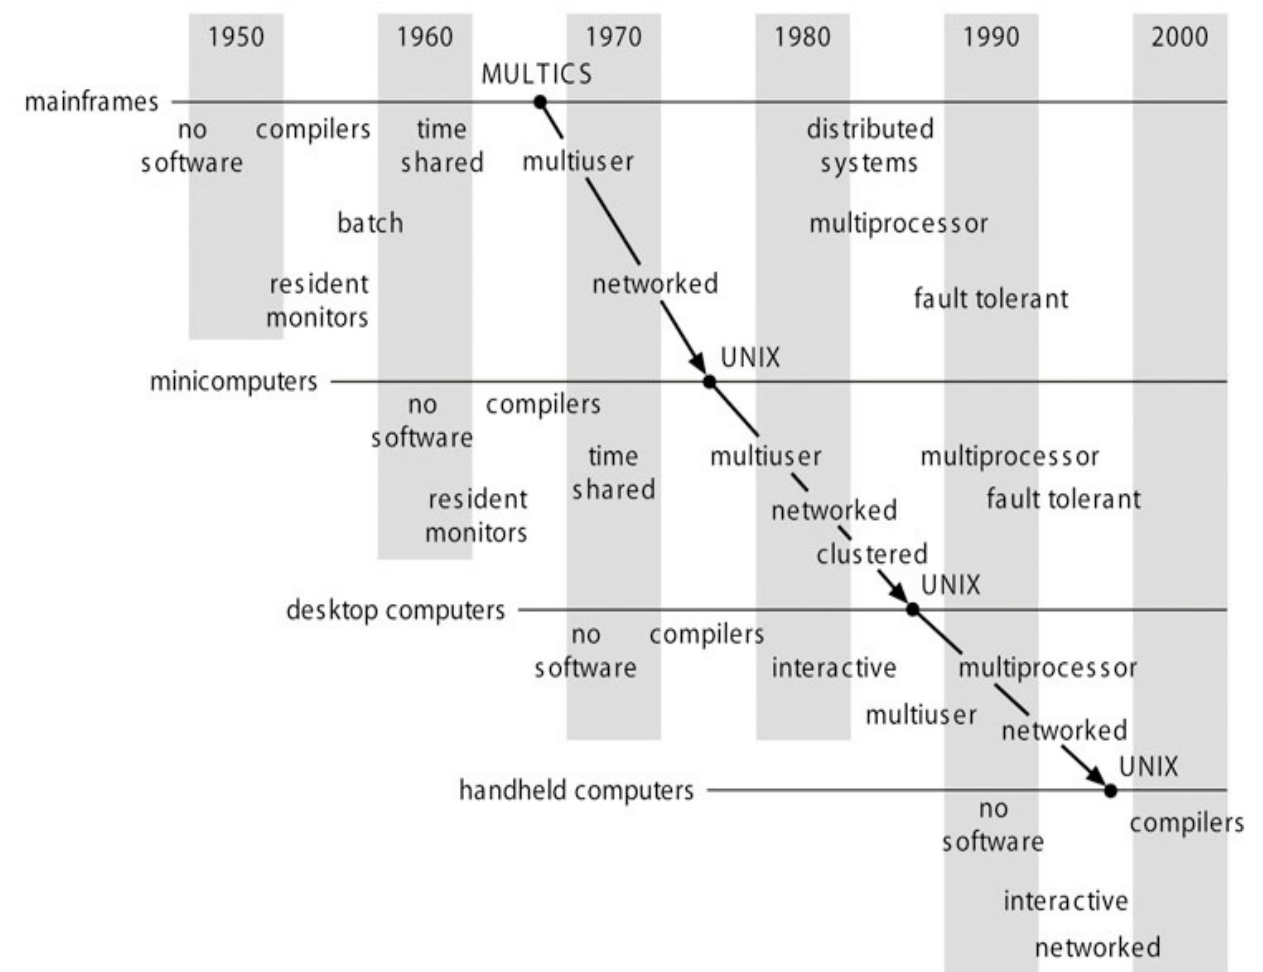 1950 1960 1970 1980 1990 2000
MULTICS
mainframes
no compilers time distributed
software shared multiuser systems
batch multiprocessor
resident networked
monitors fault tolerant
UNIX
minicomputers
no compilers
software
time multiuser multiprocessor
shared
resident fault tolerant
monitors networked
clustered
UNIX
desktop computers
no compilers
software interactive multiprocessor
multiuser
networked
UNIX
handheld computers
no compilers
software
interactive
networked